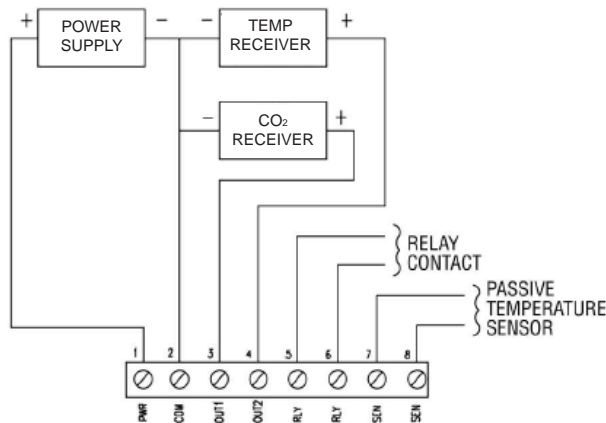 + POWER SUPPLY -
- TEMP RECEIVER +
- CO₂ RECEIVER +
RELAY
CONTACT
PASSIVE
TEMPERATURE
SENSOR
1 2 3 4 5 6 7 8
PWR COM OUT1 OUT2 RLY RLY SEN SEN